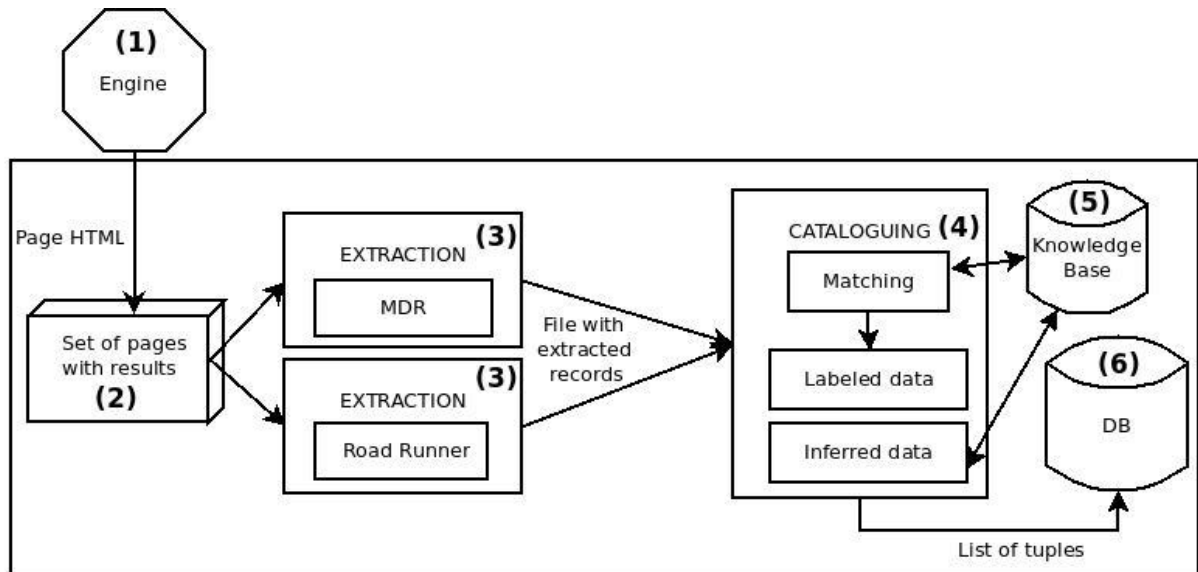 (1)
Engine
Page HTML
Set of pages
with results
(2)
(3)
EXTRACTION
MDR
(3)
EXTRACTION
Road Runner
File with
extracted
records
CATALOGUING (4)
Matching
Labeled data
Inferred data
(5)
Knowledge
Base
(6)
DB
List of tuples